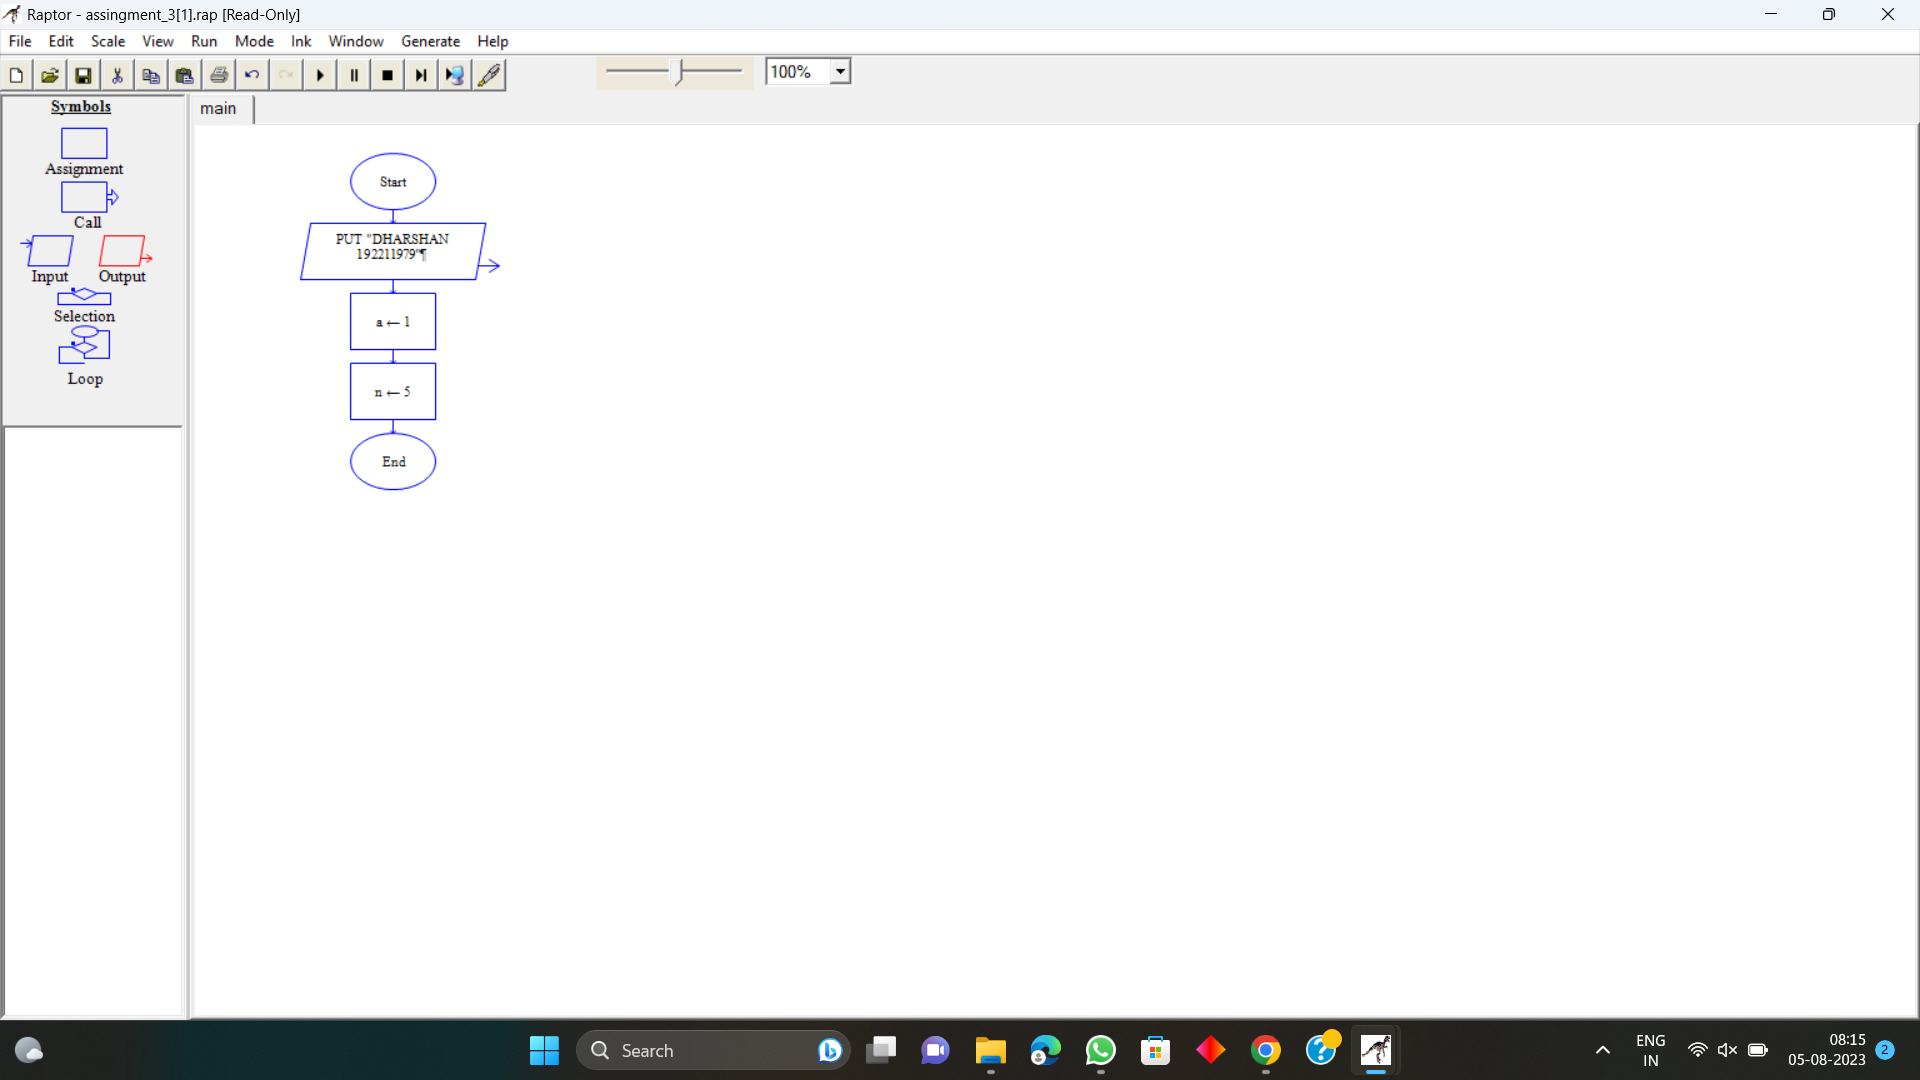 Raptor - assingment_3[1].rap [Read-Only]
File Edit Scale View Run Mode Ink Window Generate Help
100%
Symbols
Assignment
Call
Input Output
Selection
Loop
main
Start
PUT "DHARSHAN
192211979"¶
a ← 1
n ← 5
End
Search
ENG
IN
08:15
05-08-2023
2